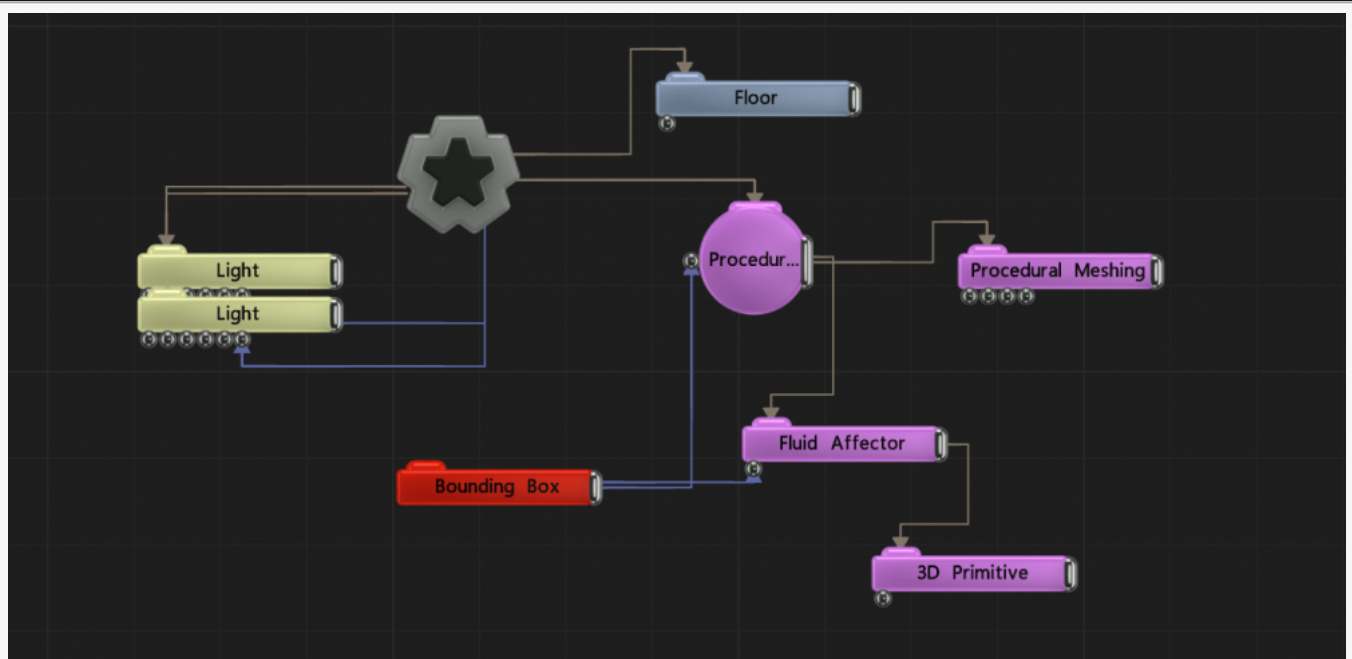 Floor
Procedur...
Light
Procedural Meshing
Light
Fluid Affector
Bounding Box
3D Primitive